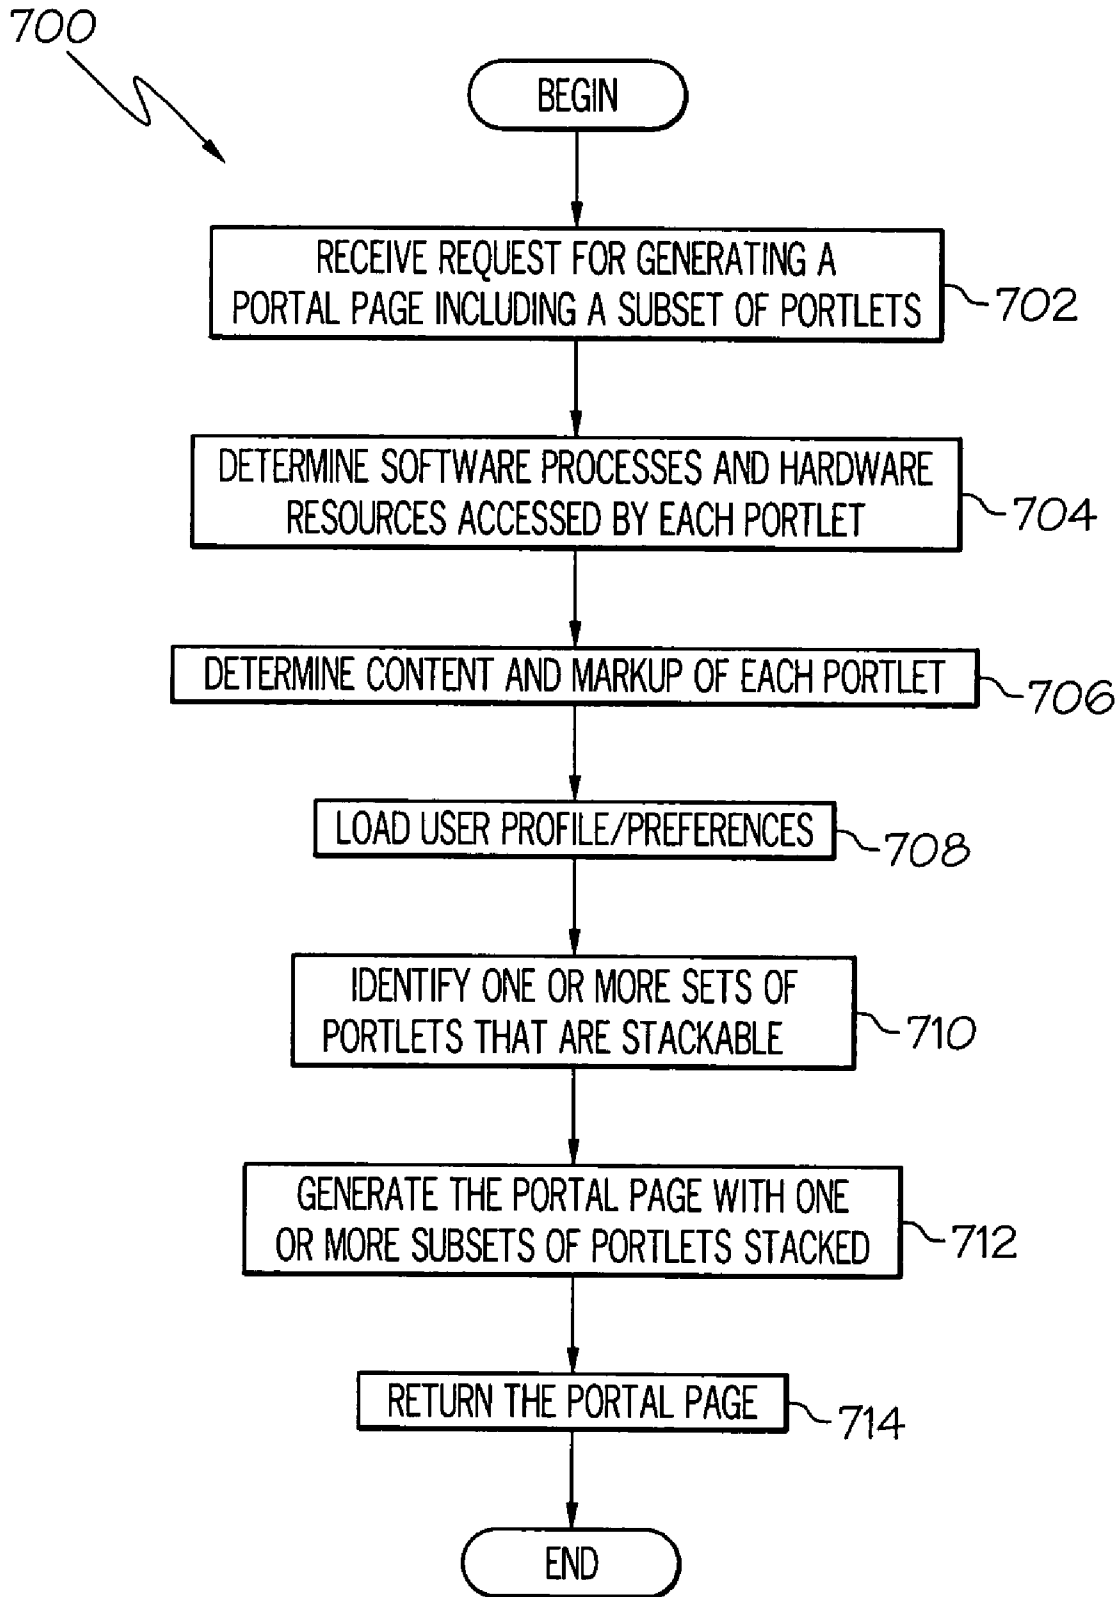 700
BEGIN
RECEIVE REQUEST FOR GENERATING A
PORTAL PAGE INCLUDING A SUBSET OF PORTLETS
702
DETERMINE SOFTWARE PROCESSES AND HARDWARE
RESOURCES ACCESSED BY EACH PORTLET
704
DETERMINE CONTENT AND MARKUP OF EACH PORTLET
706
LOAD USER PROFILE/PREFERENCES
708
IDENTIFY ONE OR MORE SETS OF
PORTLETS THAT ARE STACKABLE
710
GENERATE THE PORTAL PAGE WITH ONE
OR MORE SUBSETS OF PORTLETS STACKED
712
RETURN THE PORTAL PAGE
714
END